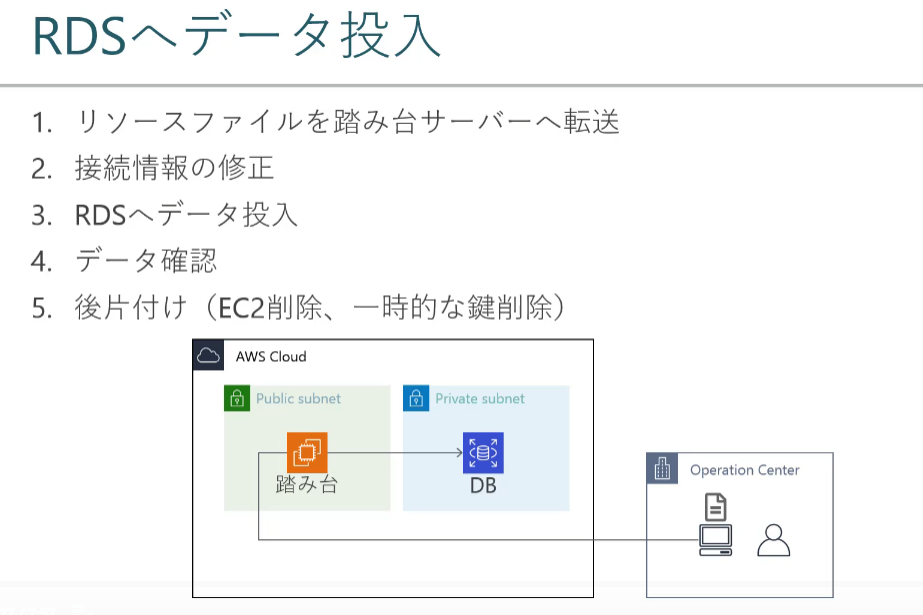 RDSへデータ投入
1. リソースファイルを踏み台サーバーへ転送
2. 接続情報の修正
3. RDSへデータ投入
4. データ確認
5. 後片付け（EC2削除、一時的な鍵削除）
AWS Cloud
Public subnet
Private subnet
踏み台
DB
Operation Center